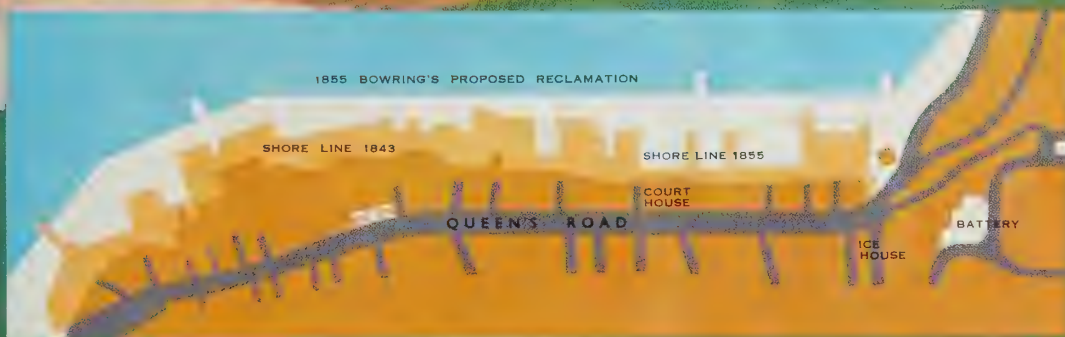 1855 BOWRING'S PROPOSED RECLAMATION
SHORE LINE 1843
SHORE LINE 1855
COURT
HOUSE
QUEEN'S ROAD
BATTERY
ICE
HOUSE